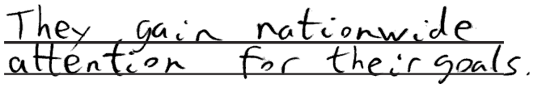 They gain nationwide
attention for their goals.